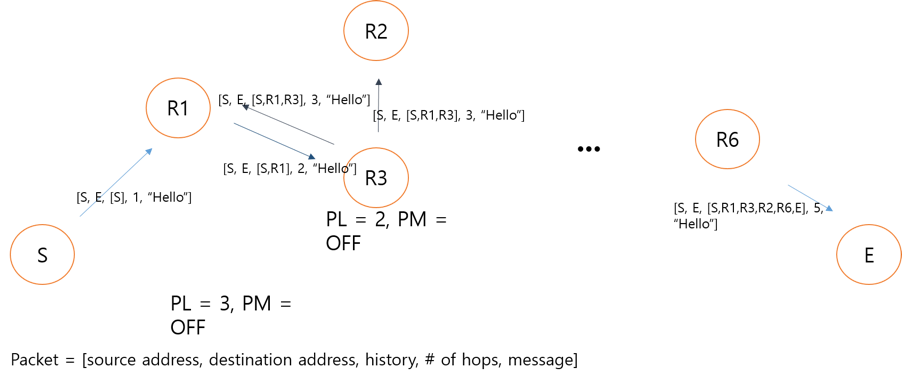 R2
[S, E, [S,R1,R3], 3, “Hello”]
R1
[S, E, [S,R1,R3], 3, “Hello”]
R6
...
[S, E, [S,R1], 2, “Hello”]
R3
[S, E, [S], 1, “Hello”]
[S, E, [S,R1,R3,R2,R6,E], 5,
“Hello”]
PL = 2, PM =
OFF
S
E
PL = 3, PM =
OFF
Packet = [source address, destination address, history, # of hops, message]